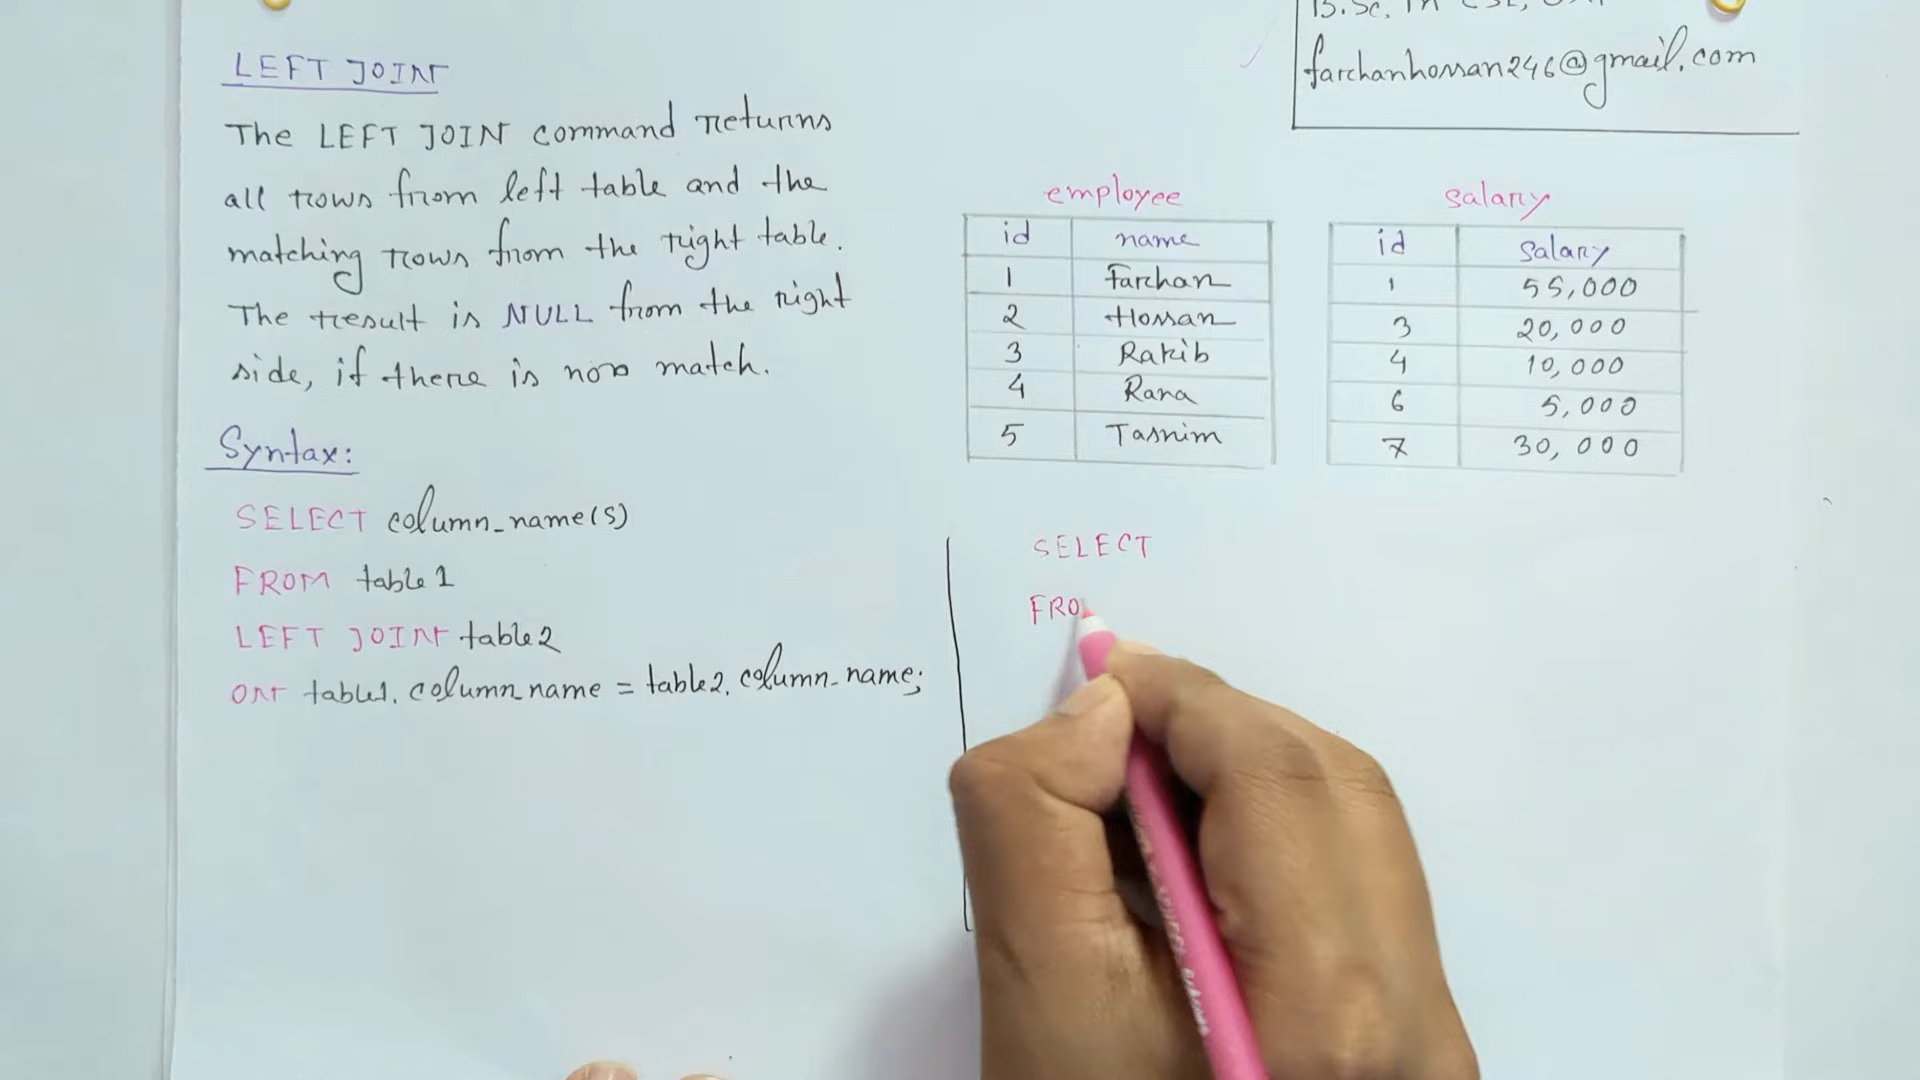 LEFT JOIN
The LEFT JOIN command returns
all rows from left table and the
matching rows from the right table.
The result is NULL from the right
side, if there is no match.
Syntax:
SELECT column_name(s)
FROM table1
LEFT JOIN table2
ON table1.column_name = table2.column_name;
B.Sc. in CSE,
farhanhossan246@gmail.com
employee
id name
1 Farhan
2 Hossan
3 Rakib
4 Rana
5 Tasnim
salary
id salary
1 55,000
3 20,000
4 10,000
6 5,000
7 30,000
SELECT
FRO